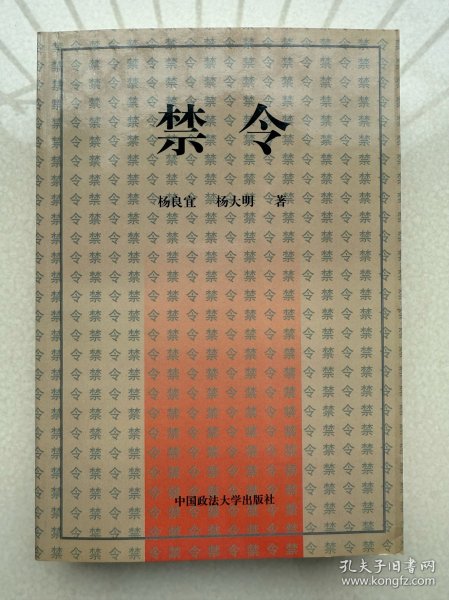 禁令
杨良宜 杨大明 著
中国政法大学出版社
孔夫子旧书网
www.kongfz.com